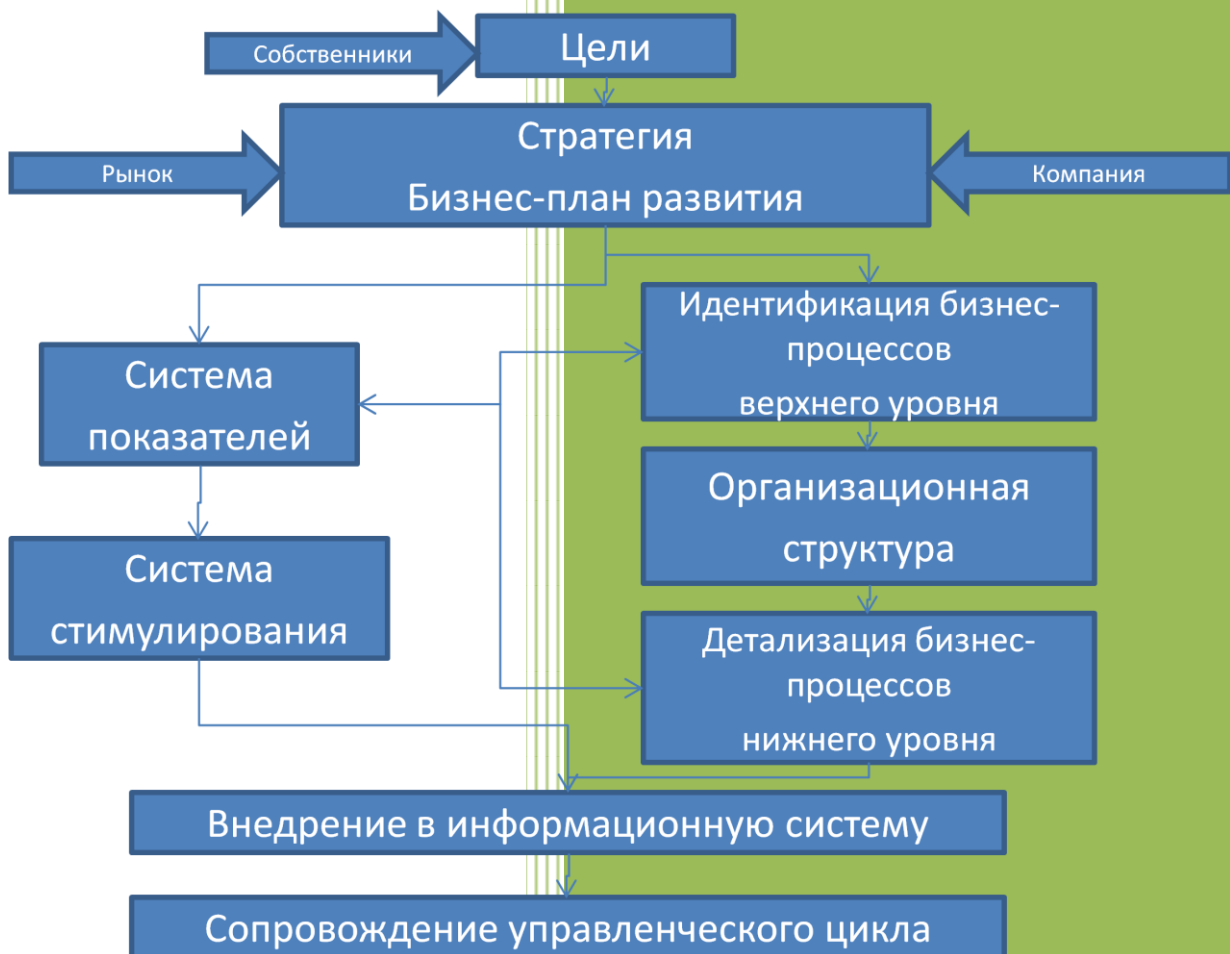 Собственники
Цели
Стратегия
Бизнес-план развития
Рынок
Компания
Идентификация бизнес-
процессов
верхнего уровня
Система
показателей
Организационная
структура
Система
стимулирования
Детализация бизнес-
процессов
нижнего уровня
Внедрение в информационную систему
Сопровождение управленческого цикла